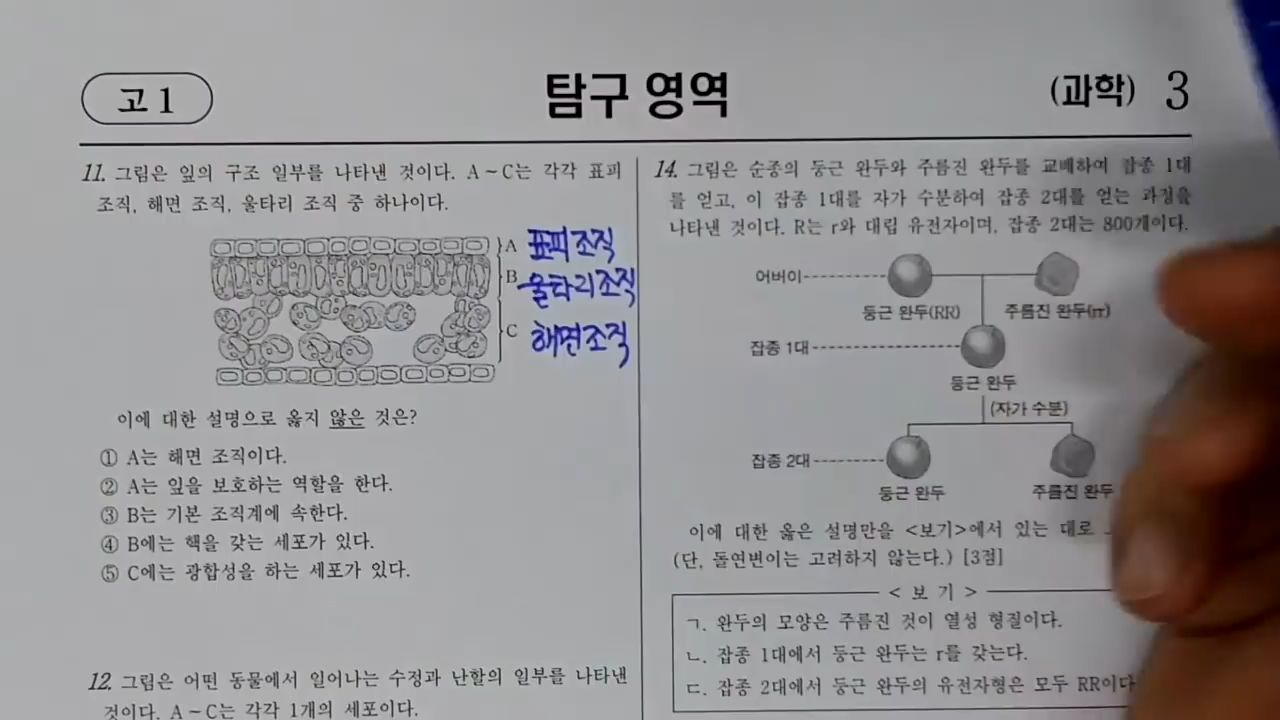 고 1
탐구 영역
(과학) 3
11. 그림은 잎의 구조 일부를 나타낸 것이다. A~C는 각각 표피
조직, 해면 조직, 울타리 조직 중 하나이다.
A 표피조직
B 울타리조직
C 해면조직
이에 대한 설명으로 옳지 않은 것은?
① A는 해면 조직이다.
② A는 잎을 보호하는 역할을 한다.
③ B는 기본 조직계에 속한다.
④ B에는 핵을 갖는 세포가 있다.
⑤ C에는 광합성을 하는 세포가 있다.
12. 그림은 어떤 동물에서 일어나는 수정과 난할의 일부를 나타낸
것이다. A~C는 각각 1개의 세포이다.
14. 그림은 순종의 둥근 완두와 주름진 완두를 교배하여 잡종 1대
를 얻고, 이 잡종 1대를 자가 수분하여 잡종 2대를 얻는 과정을
나타낸 것이다. R는 r와 대립 유전자이며, 잡종 2대는 800개이다.
어버이
둥근 완두(RR) 주름진 완두(rr)
잡종 1대
둥근 완두
(자가 수분)
잡종 2대
둥근 완두 주름진 완두
이에 대한 옳은 설명만을 <보기>에서 있는 대로
(단, 돌연변이는 고려하지 않는다.) [3점]
< 보 기 >
ㄱ. 완두의 모양은 주름진 것이 열성 형질이다.
ㄴ. 잡종 1대에서 둥근 완두는 r를 갖는다.
ㄷ. 잡종 2대에서 둥근 완두의 유전자형은 모두 RR이다